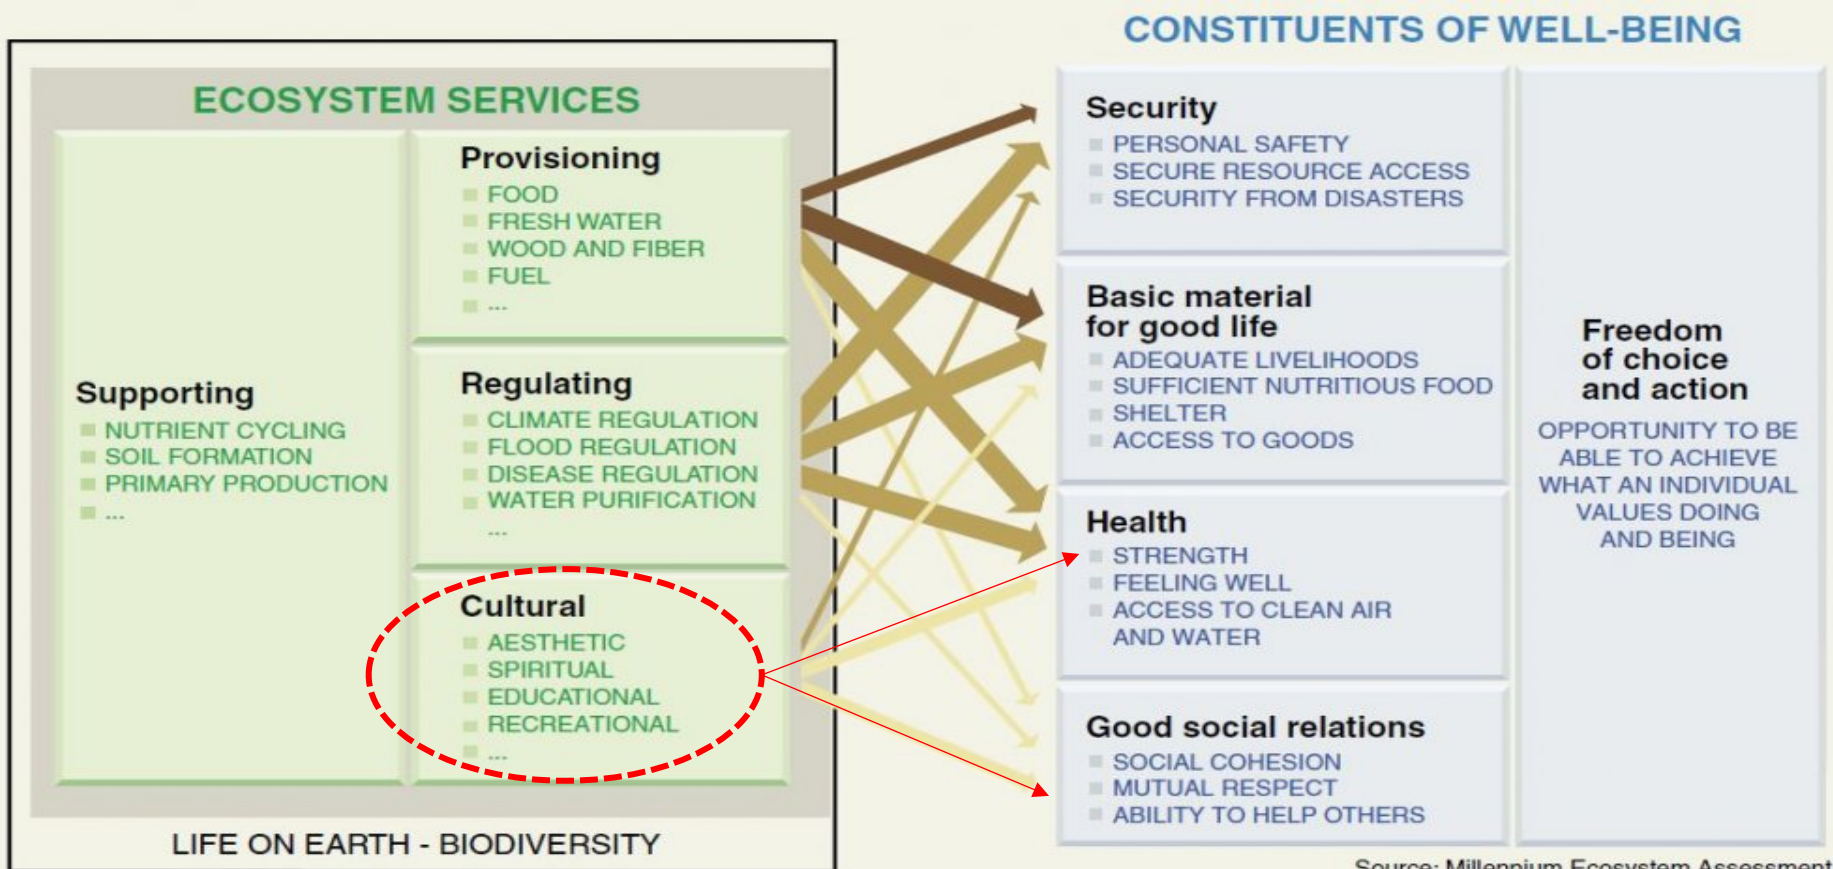 CONSTITUENTS OF WELL-BEING
ECOSYSTEM SERVICES
Supporting
NUTRIENT CYCLING
SOIL FORMATION
PRIMARY PRODUCTION
...
Provisioning
FOOD
FRESH WATER
WOOD AND FIBER
FUEL
...
Regulating
CLIMATE REGULATION
FLOOD REGULATION
DISEASE REGULATION
WATER PURIFICATION
...
Cultural
AESTHETIC
SPIRITUAL
EDUCATIONAL
RECREATIONAL
...
LIFE ON EARTH - BIODIVERSITY
Security
PERSONAL SAFETY
SECURE RESOURCE ACCESS
SECURITY FROM DISASTERS
Basic material
for good life
ADEQUATE LIVELIHOODS
SUFFICIENT NUTRITIOUS FOOD
SHELTER
ACCESS TO GOODS
Health
STRENGTH
FEELING WELL
ACCESS TO CLEAN AIR
AND WATER
Good social relations
SOCIAL COHESION
MUTUAL RESPECT
ABILITY TO HELP OTHERS
Freedom
of choice
and action
OPPORTUNITY TO BE
ABLE TO ACHIEVE
WHAT AN INDIVIDUAL
VALUES DOING
AND BEING
Source: Millennium Ecosystem Assessment